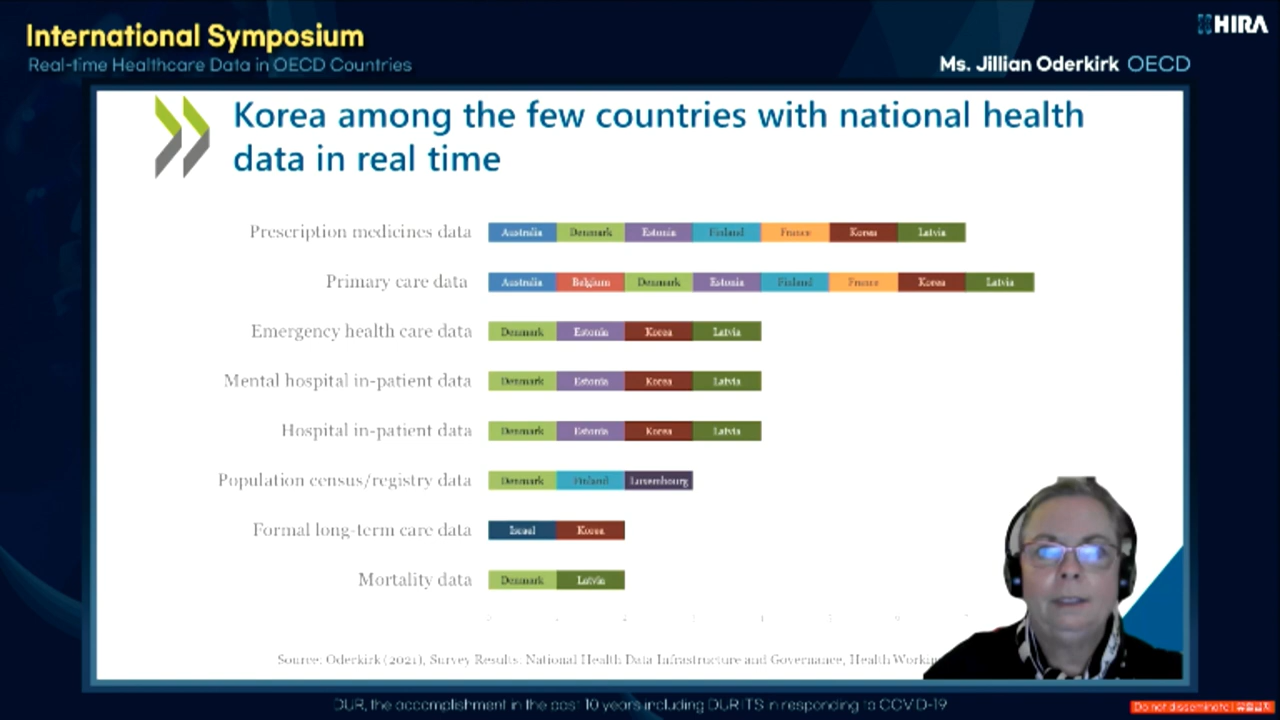 International Symposium
Real-time Healthcare Data in OECD Countries
HIRA
Ms. Jillian Oderkirk OECD
Korea among the few countries with national health
data in real time
Prescription medicines data Australia Denmark Estonia Finland France Korea Latvia
Primary care data Australia Belgium Denmark Estonia Finland France Korea Latvia
Emergency health care data Denmark Estonia Korea Latvia
Mental hospital in-patient data Denmark Estonia Korea Latvia
Hospital in-patient data Denmark Estonia Korea Latvia
Population census/registry data Denmark Finland Luxembourg
Formal long-term care data Israel Korea
Mortality data Denmark Latvia
Source: Oderkirk (2021), Survey Results: National Health Data Infrastructure and Governance, Health
DUR, the accomplishment in the past 10 years including DUR ITS in responding to COVID-19
Do not disseminate